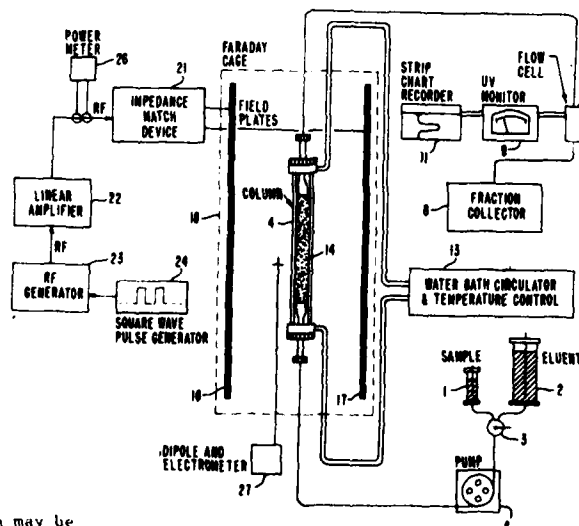 POWER
METER
26
21
IMPEDANCE
MATCH
DEVICE
RF
LINEAR
AMPLIFIER
22
RF
23
RF
GENERATOR
24
SQUARE WAVE
PULSE GENERATOR
FARADAY
CAGE
FIELD
PLATES
18
COLUMN
4
14
16
17
DIPOLE AND
ELECTROMETER
27
STRIP
CHART
RECORDER
11
UV
MONITOR
9
FLOW
CELL
8
FRACTION
COLLECTOR
13
WATER BATH CIRCULATOR
& TEMPERATURE CONTROL
SAMPLE
1
ELUENT
2
3
PUMP
may be